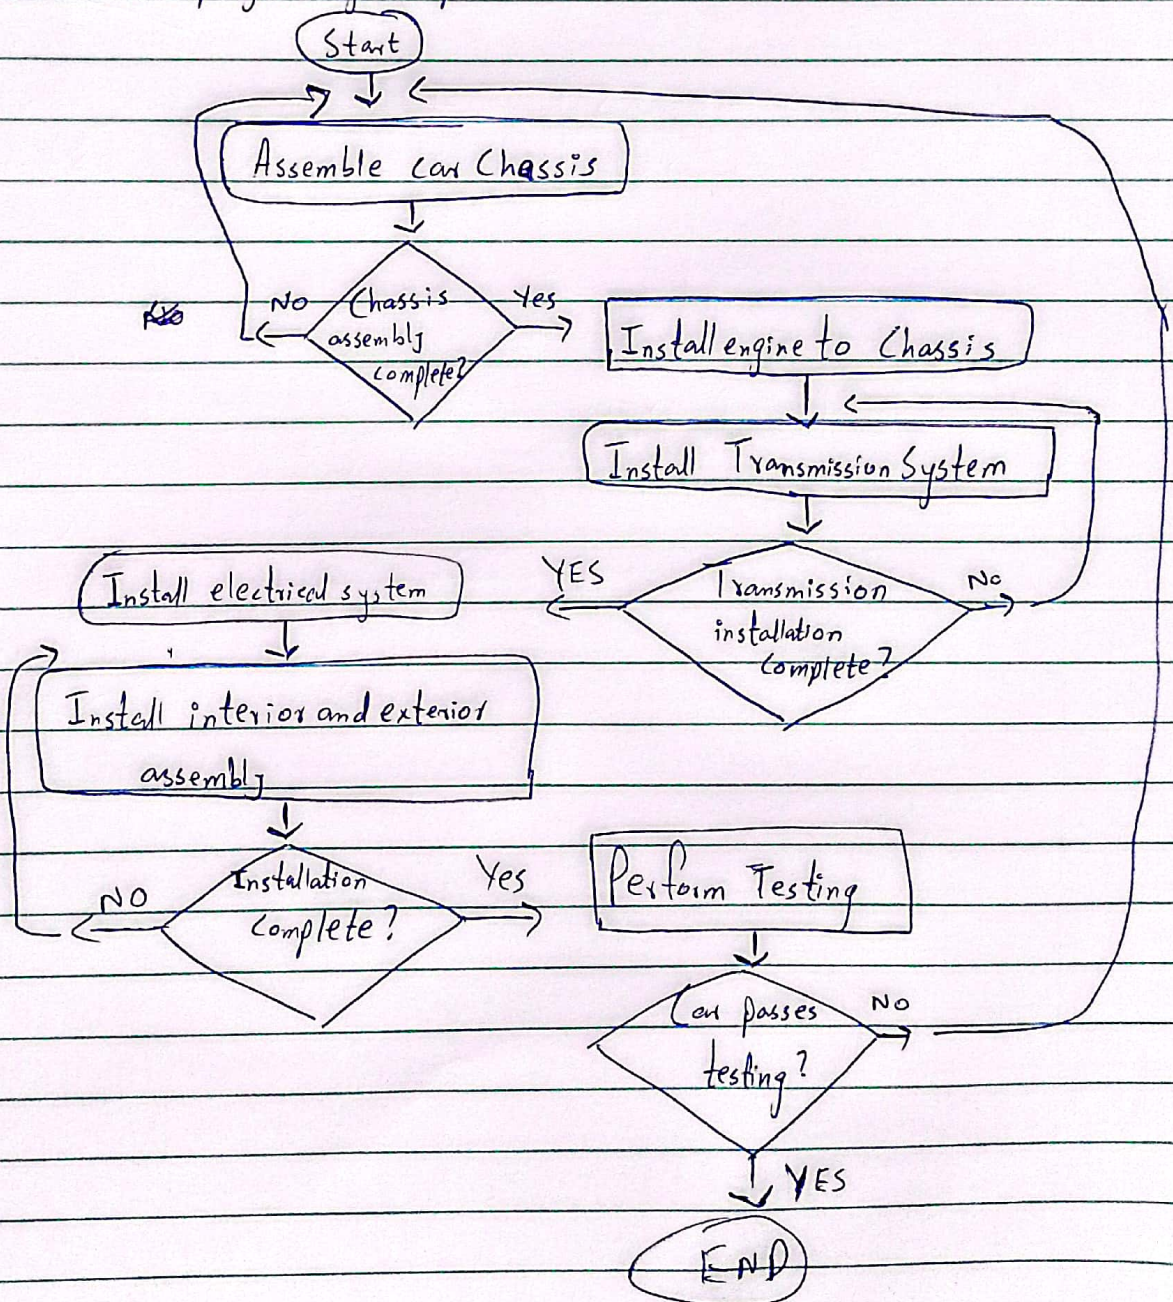 Start
Assemble car Chassis
Chassis
assembly
complete?
NO
Yes
Install engine to Chassis
Install Transmission System
Transmission
installation
complete?
No
YES
Install electrical system
Install interior and exterior
assembly
Installation
complete?
NO
Yes
Perform Testing
Car passes
testing?
NO
YES
END